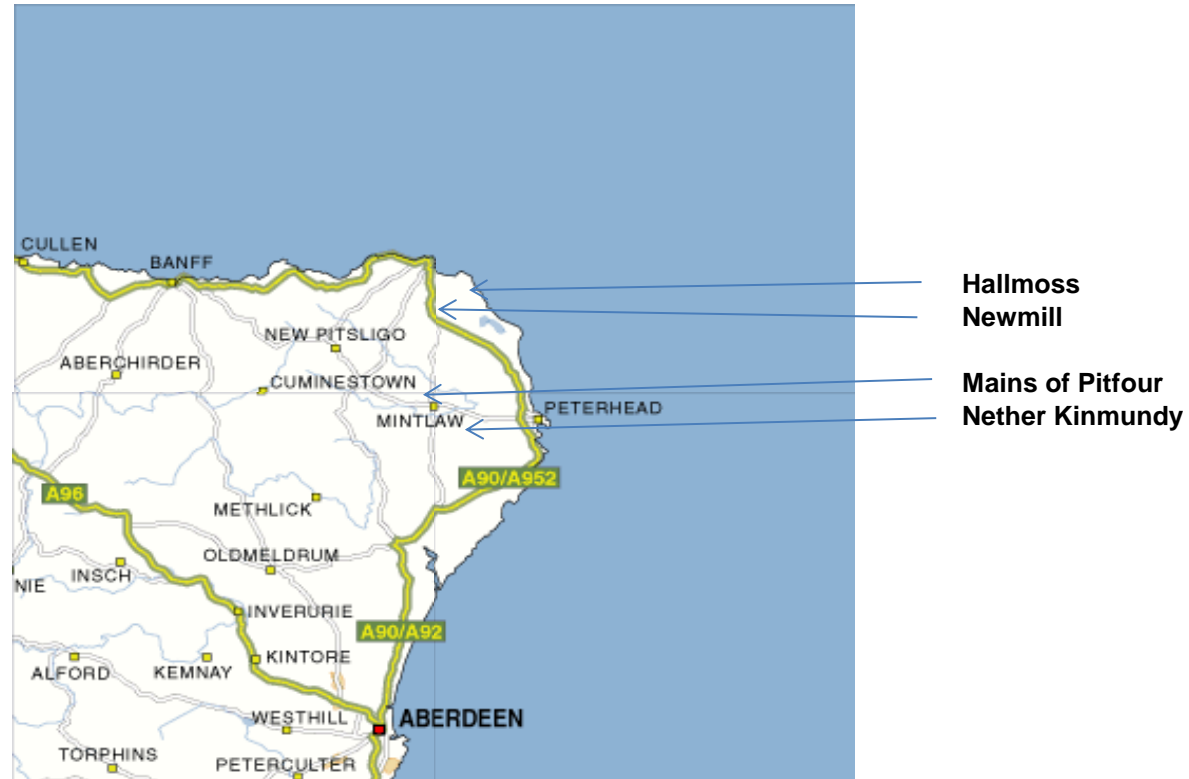 CULLEN
BANFF
Hallmoss
Newmill
NEW PITSLIGO
ABERCHIRDER
CUMINESTOWN
Mains of Pitfour
PETERHEAD
MINTLAW
Nether Kinmundy
A90/A952
A96
METHLICK
OLDMELDRUM
INSCH
NIE
INVERURIE
A90/A92
KINTORE
ALFORD
KEMNAY
WESTHILL
ABERDEEN
TORPHINS
PETERCULTER